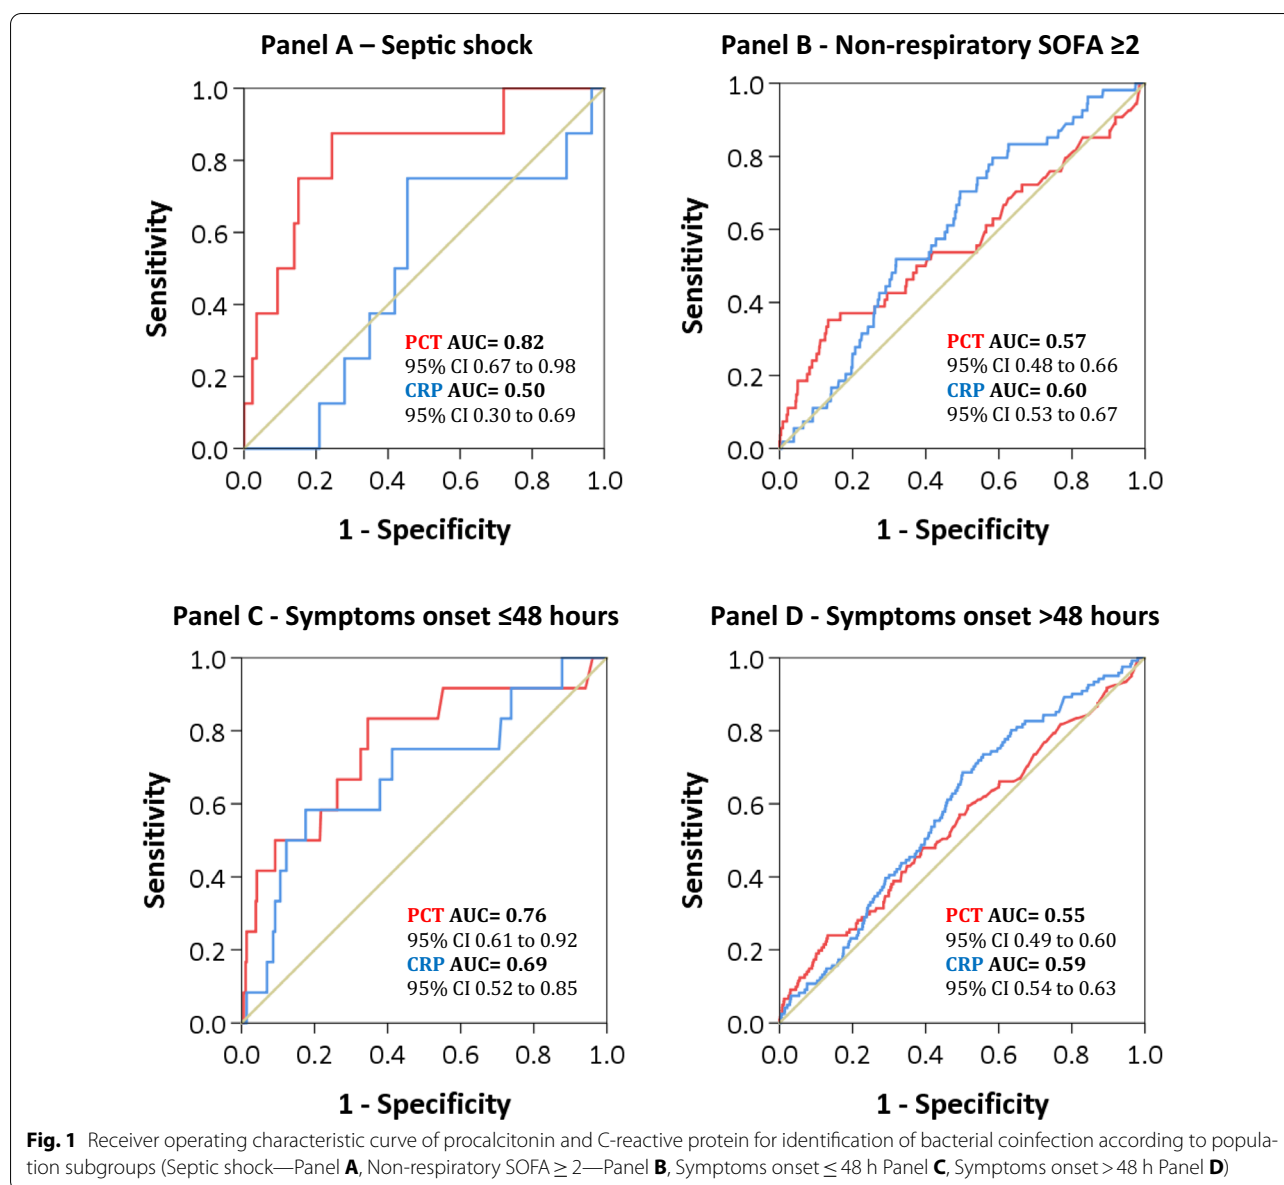 Panel A – Septic shock
1.0
0.8
0.6
0.4
0.2
0.0
Sensitivity
PCT AUC= 0.82
95% CI 0.67 to 0.98
CRP AUC= 0.50
95% CI 0.30 to 0.69
0.0 0.2 0.4 0.6 0.8 1.0
1 - Specificity
Panel B - Non-respiratory SOFA ≥2
1.0
0.8
0.6
0.4
0.2
0.0
Sensitivity
PCT AUC= 0.57
95% CI 0.48 to 0.66
CRP AUC= 0.60
95% CI 0.53 to 0.67
0.0 0.2 0.4 0.6 0.8 1.0
1 - Specificity
Panel C - Symptoms onset ≤48 hours
1.0
0.8
0.6
0.4
0.2
0.0
Sensitivity
PCT AUC= 0.76
95% CI 0.61 to 0.92
CRP AUC= 0.69
95% CI 0.52 to 0.85
0.0 0.2 0.4 0.6 0.8 1.0
1 - Specificity
Panel D - Symptoms onset >48 hours
1.0
0.8
0.6
0.4
0.2
0.0
Sensitivity
PCT AUC= 0.55
95% CI 0.49 to 0.60
CRP AUC= 0.59
95% CI 0.54 to 0.63
0.0 0.2 0.4 0.6 0.8 1.0
1 - Specificity
Fig. 1 Receiver operating characteristic curve of procalcitonin and C-reactive protein for identification of bacterial coinfection according to popula-
tion subgroups (Septic shock—Panel A, Non-respiratory SOFA ≥ 2—Panel B, Symptoms onset ≤ 48 h Panel C, Symptoms onset > 48 h Panel D)